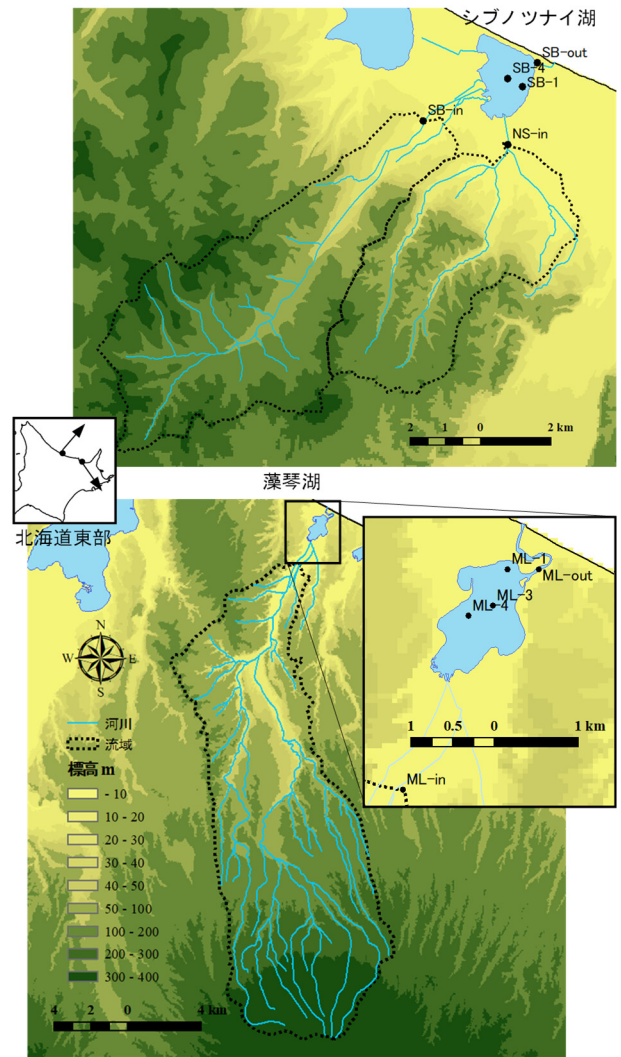 シブノツナイ湖
SB-out
SB-4
SB-1
SB-in
NS-in
2 1 0 2 km
藻琴湖
北海道東部
ML-1
ML-out
ML-3
ML-4
N
W E
S
1 0.5 0 1 km
河川
流域
ML-in
標高 m
- 10
10 - 20
20 - 30
30 - 40
40 - 50
50 - 100
100 - 200
200 - 300
300 - 400
4 2 0 4 km